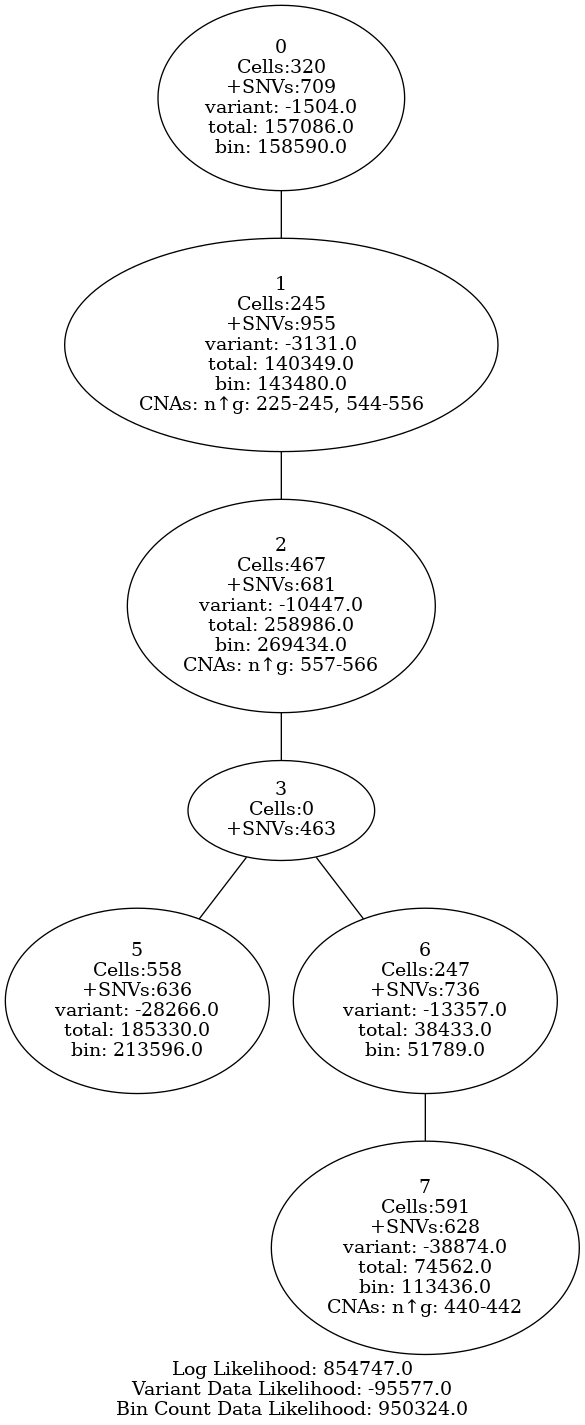 0
Cells:320
+SNVs:709
variant: -1504.0
total: 157086.0
bin: 158590.0
1
Cells:245
+SNVs:955
variant: -3131.0
total: 140349.0
bin: 143480.0
CNAs: n↑g: 225-245, 544-556
2
Cells:467
+SNVs:681
variant: -10447.0
total: 258986.0
bin: 269434.0
CNAs: n↑g: 557-566
3
Cells:0
+SNVs:463
5
Cells:558
+SNVs:636
variant: -28266.0
total: 185330.0
bin: 213596.0
6
Cells:247
+SNVs:736
variant: -13357.0
total: 38433.0
bin: 51789.0
7
Cells:591
+SNVs:628
variant: -38874.0
total: 74562.0
bin: 113436.0
CNAs: n↑g: 440-442
Log Likelihood: 854747.0
Variant Data Likelihood: -95577.0
Bin Count Data Likelihood: 950324.0